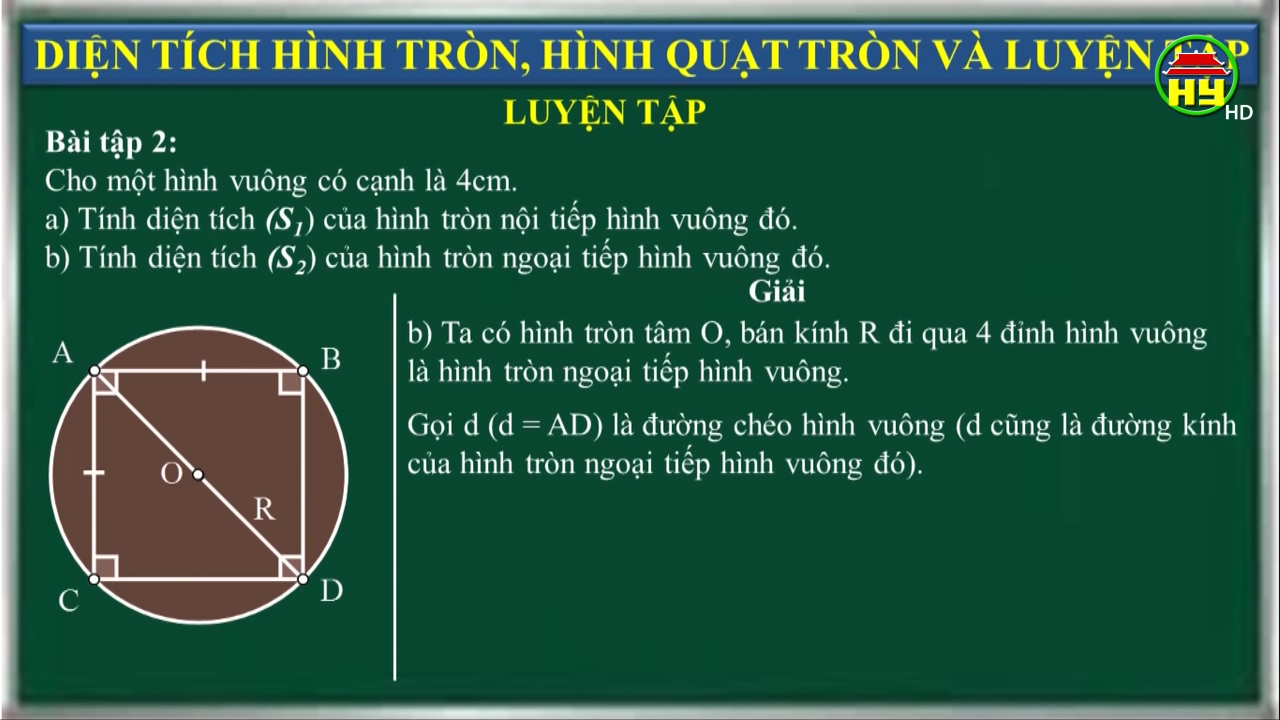 DIỆN TÍCH HÌNH TRÒN, HÌNH QUẠT TRÒN VÀ LUYỆN TẬP
HY
HD
LUYỆN TẬP
Bài tập 2:
Cho một hình vuông có cạnh là 4cm.
a) Tính diện tích (S₁) của hình tròn nội tiếp hình vuông đó.
b) Tính diện tích (S₂) của hình tròn ngoại tiếp hình vuông đó.
Giải
b) Ta có hình tròn tâm O, bán kính R đi qua 4 đỉnh hình vuông
là hình tròn ngoại tiếp hình vuông.
Gọi d (d = AD) là đường chéo hình vuông (d cũng là đường kính
của hình tròn ngoại tiếp hình vuông đó).
A
B
O
R
C
D